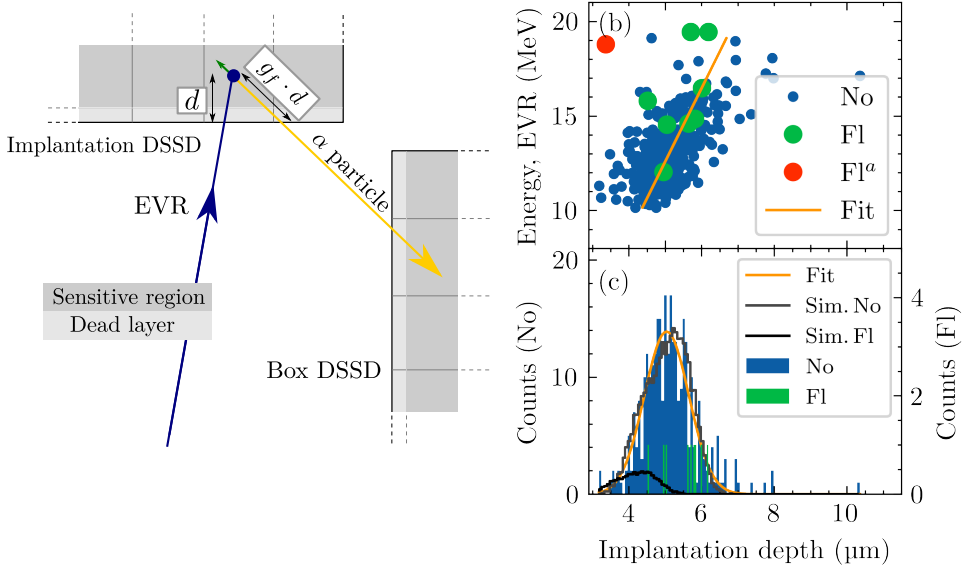 d
g_f · d
Implantation DSSD
α particle
EVR
Sensitive region
Dead layer
Box DSSD
(b)
Energy, EVR (MeV)
20
15
10
No
Fl
Fl^a
Fit
(c)
Counts (No)
20
10
0
Fit
Sim. No
Sim. Fl
No
Fl
4
2
0
Counts (Fl)
4 6 8 10
Implantation depth (µm)